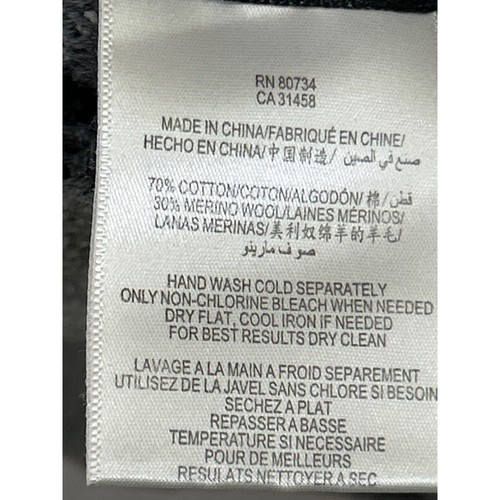 RN 80734
CA 31458
MADE IN CHINA/FABRIQUÉ EN CHINE/
HECHO EN CHINA/中国制造/ صنع في الصين
70% COTTON/COTON/ALGODÓN/棉/قطن/
30% MERINO WOOL/LAINES MÉRINOS/
LANAS MERINAS/美利奴绵羊的羊毛/
صوف مارينو
HAND WASH COLD SEPARATELY
ONLY NON-CHLORINE BLEACH WHEN NEEDED
DRY FLAT, COOL IRON IF NEEDED
FOR BEST RESULTS DRY CLEAN
LAVAGE A LA MAIN A FROID SEPAREMENT
UTILISEZ DE LA JAVEL SANS CHLORE SI BESOIN
SECHEZ A PLAT
REPASSER A BASSE
TEMPERATURE SI NECESSAIRE
POUR DE MEILLEURS
RESULATS NETTOYER A SEC